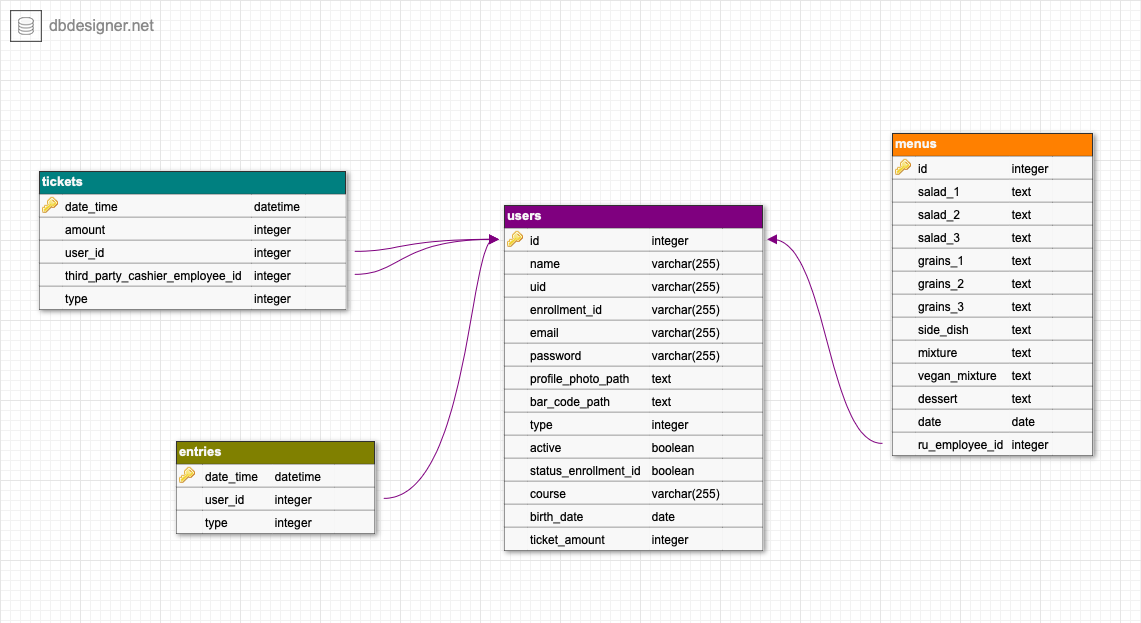 dbdesigner.net
tickets
date_time datetime
amount integer
user_id integer
third_party_cashier_employee_id integer
type integer
entries
date_time datetime
user_id integer
type integer
users
id integer
name varchar(255)
uid varchar(255)
enrollment_id varchar(255)
email varchar(255)
password varchar(255)
profile_photo_path text
bar_code_path text
type integer
active boolean
status_enrollment_id boolean
course varchar(255)
birth_date date
ticket_amount integer
menus
id integer
salad_1 text
salad_2 text
salad_3 text
grains_1 text
grains_2 text
grains_3 text
side_dish text
mixture text
vegan_mixture text
dessert text
date date
ru_employee_id integer